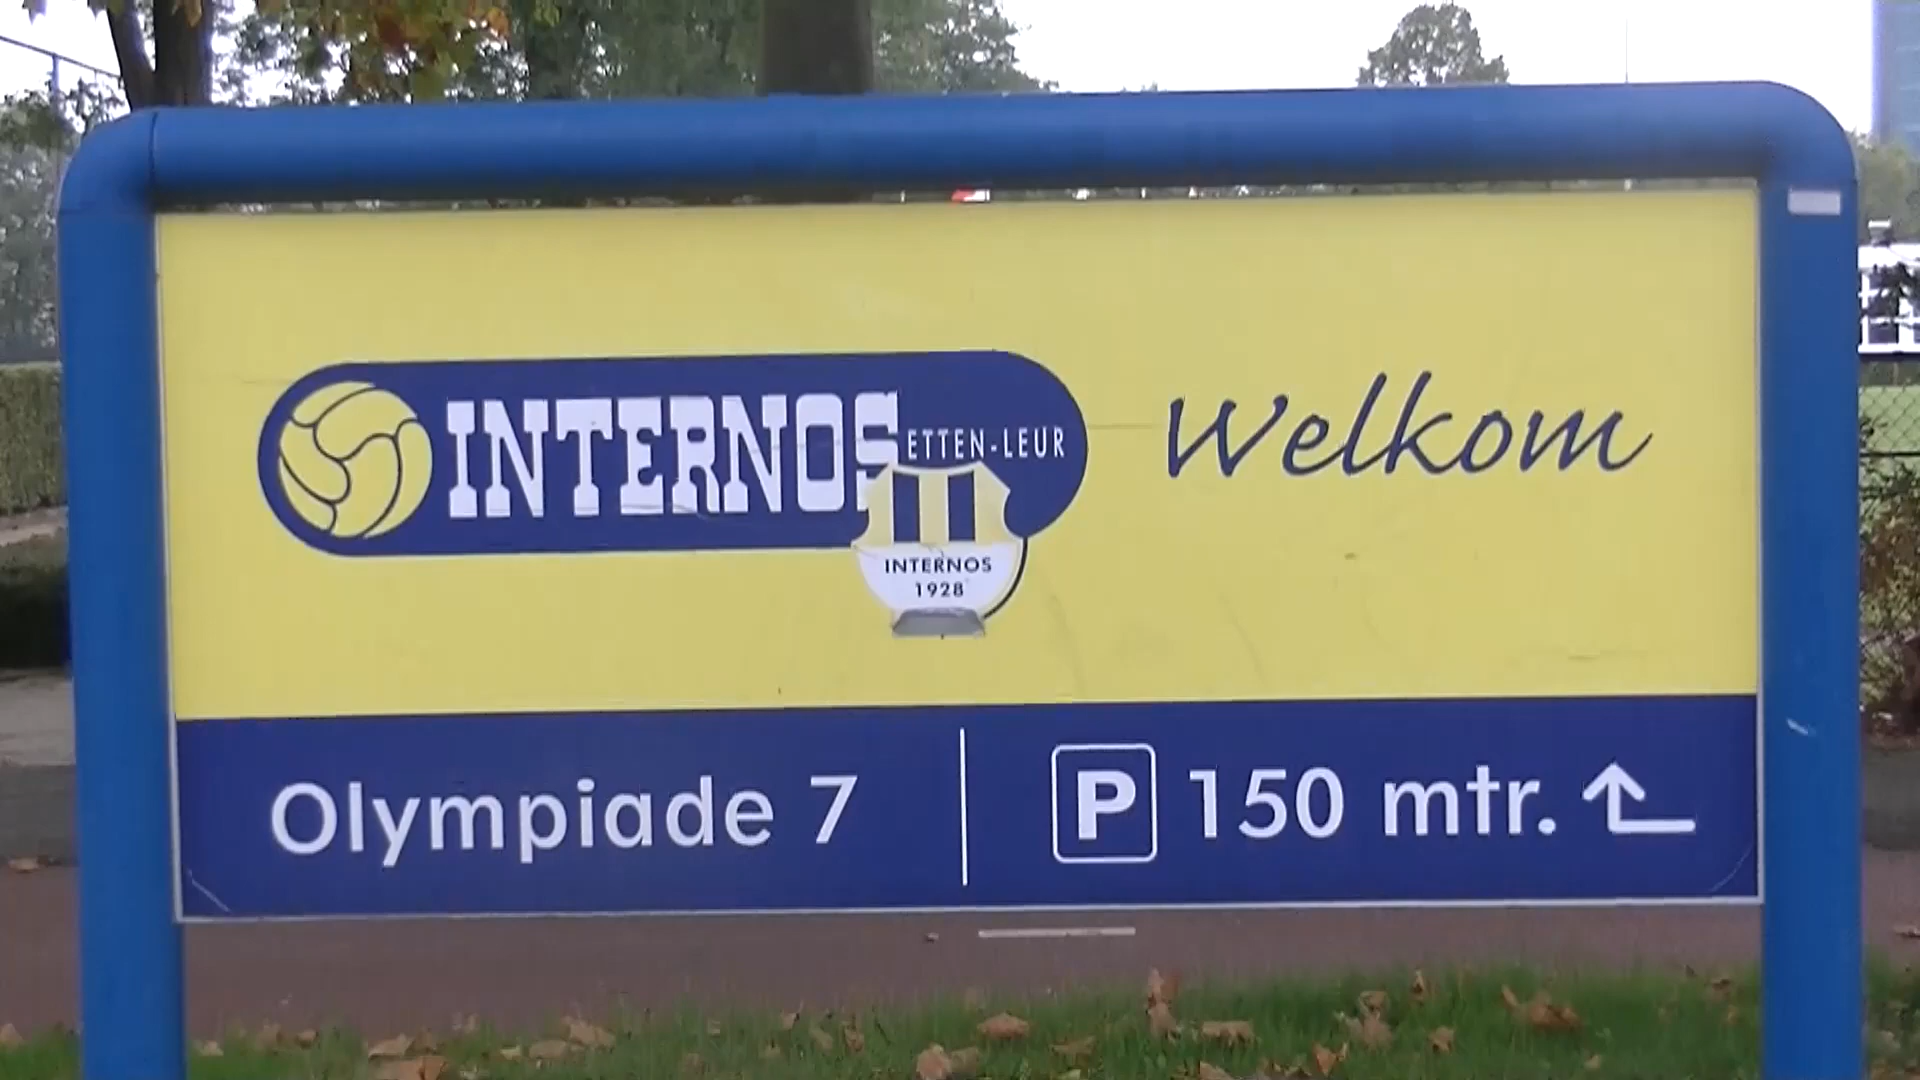 INTERNOS ETTEN-LEUR
Welkom
INTERNOS
1928
Olympiade 7
P 150 mtr.